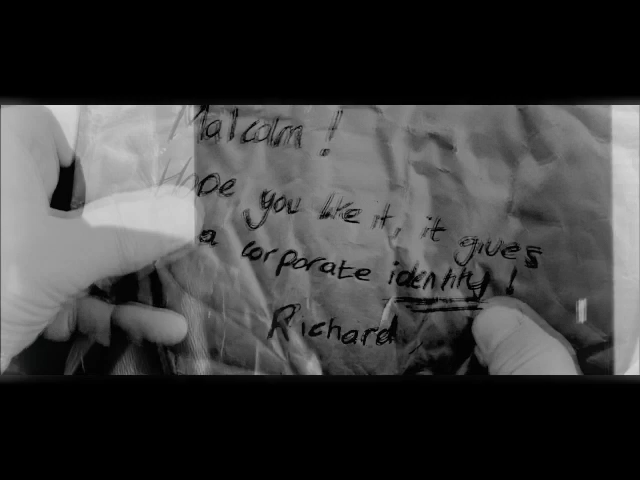 Malcolm!
Hope you like it, it gives
a corporate identity!
Richard